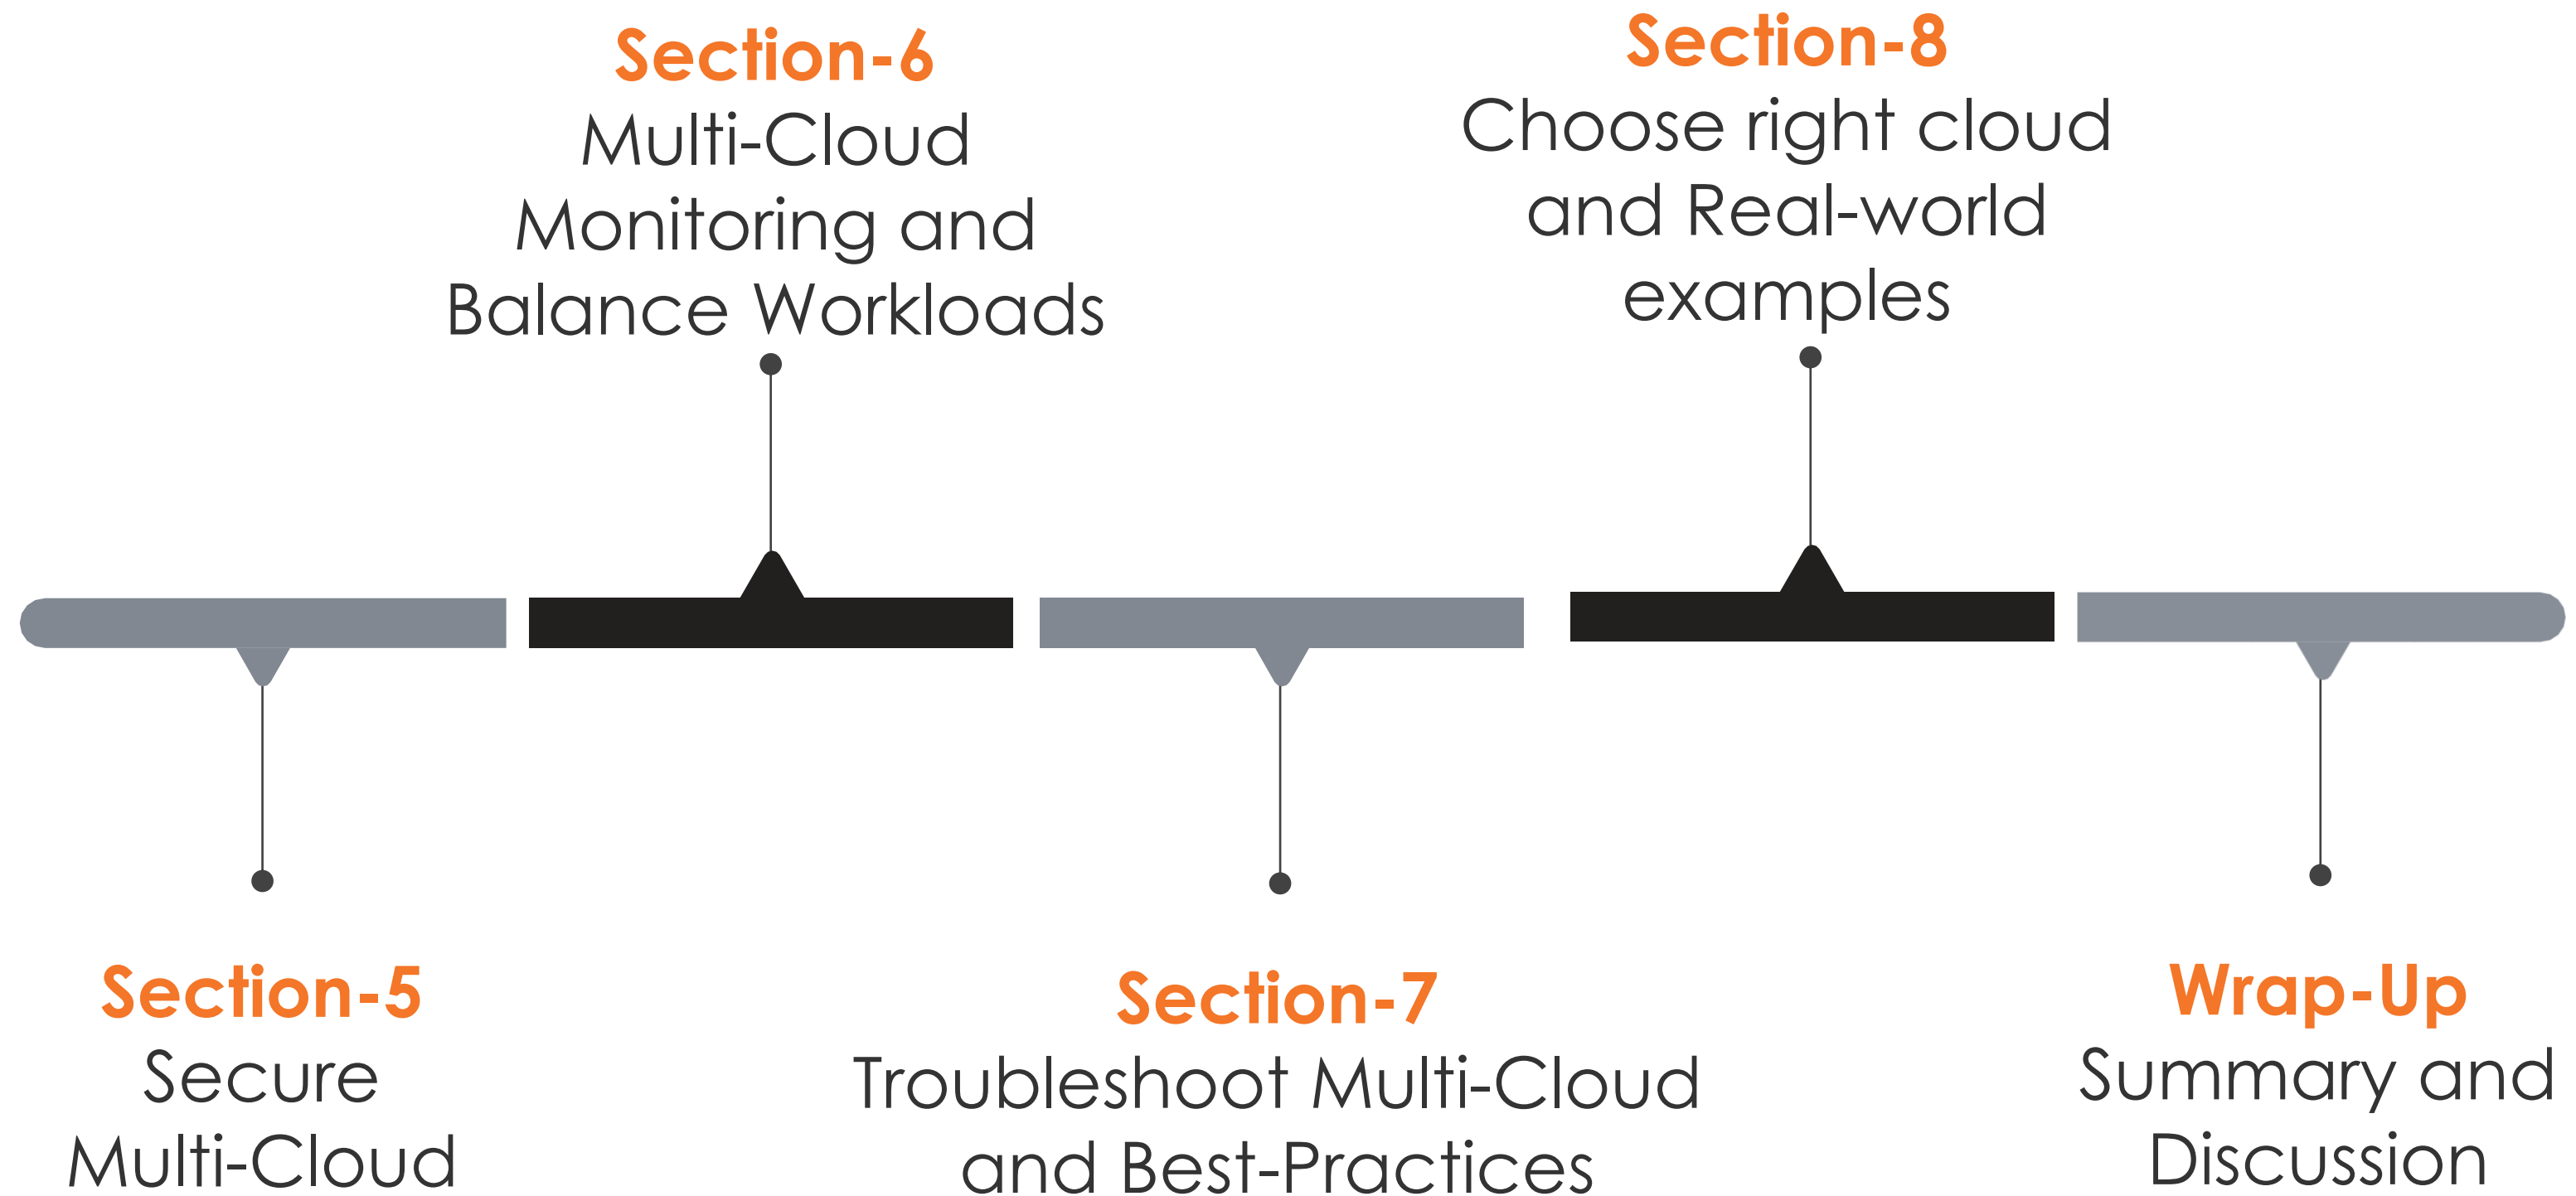 Section-6
Multi-Cloud
Monitoring and
Balance Workloads
Section-8
Choose right cloud
and Real-world
examples
Section-5
Secure
Multi-Cloud
Section-7
Troubleshoot Multi-Cloud
and Best-Practices
Wrap-Up
Summary and
Discussion